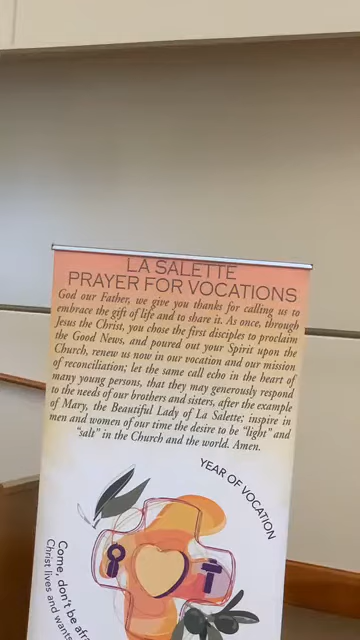 LA SALETTE
PRAYER FOR VOCATIONS
God our Father, we give you thanks for calling us to
embrace the gift of life and to share it. As once, through
Jesus the Christ, you chose the first disciples to proclaim
the Good News, and poured out your Spirit upon the
Church, renew us now in our vocation and our mission
of reconciliation; let the same call echo in the heart of
many young persons, that they may generously respond
to the needs of our brothers and sisters, after the example
of Mary, the Beautiful Lady of La Salette; inspire in
men and women of our time the desire to be "light" and
"salt" in the Church and the world. Amen.
YEAR OF VOCATION
Come, don't be afra
Christ lives and wants